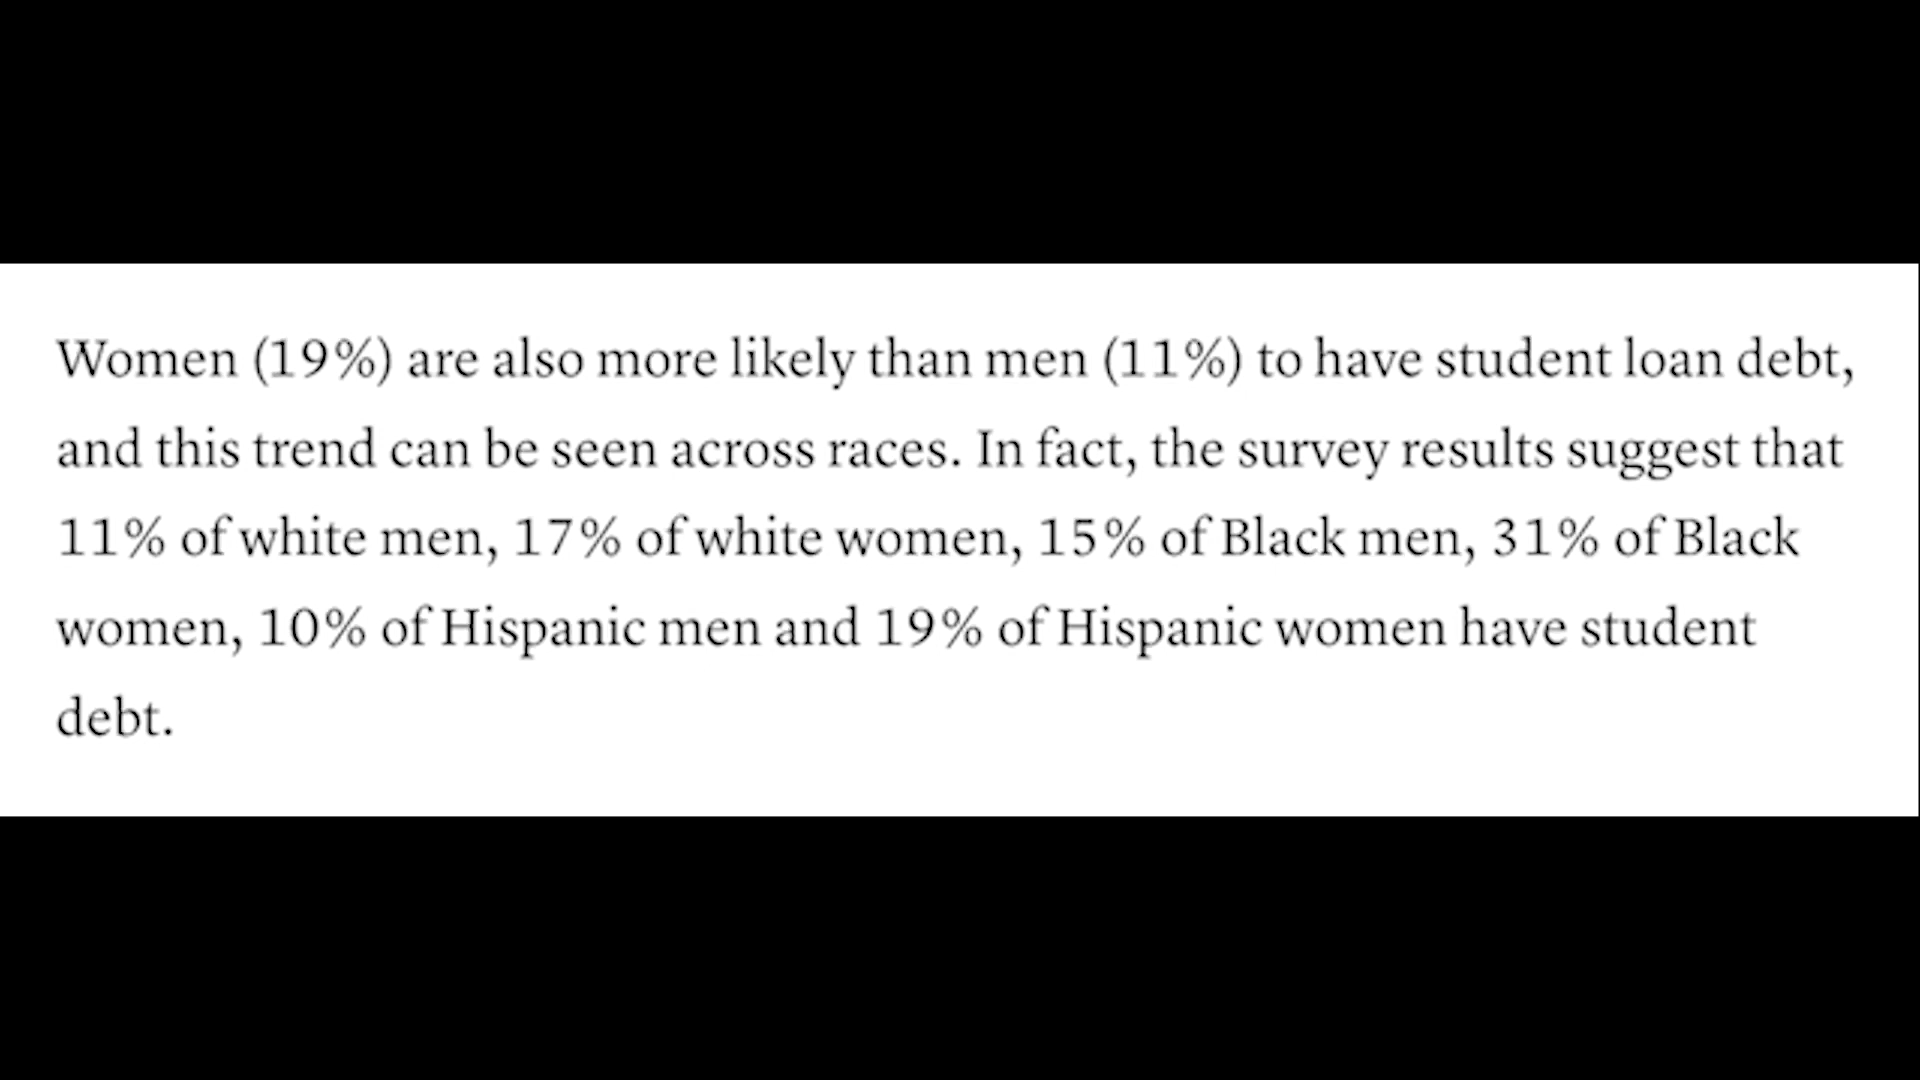 Women (19%) are also more likely than men (11%) to have student loan debt,
and this trend can be seen across races. In fact, the survey results suggest that
11% of white men, 17% of white women, 15% of Black men, 31% of Black
women, 10% of Hispanic men and 19% of Hispanic women have student
debt.